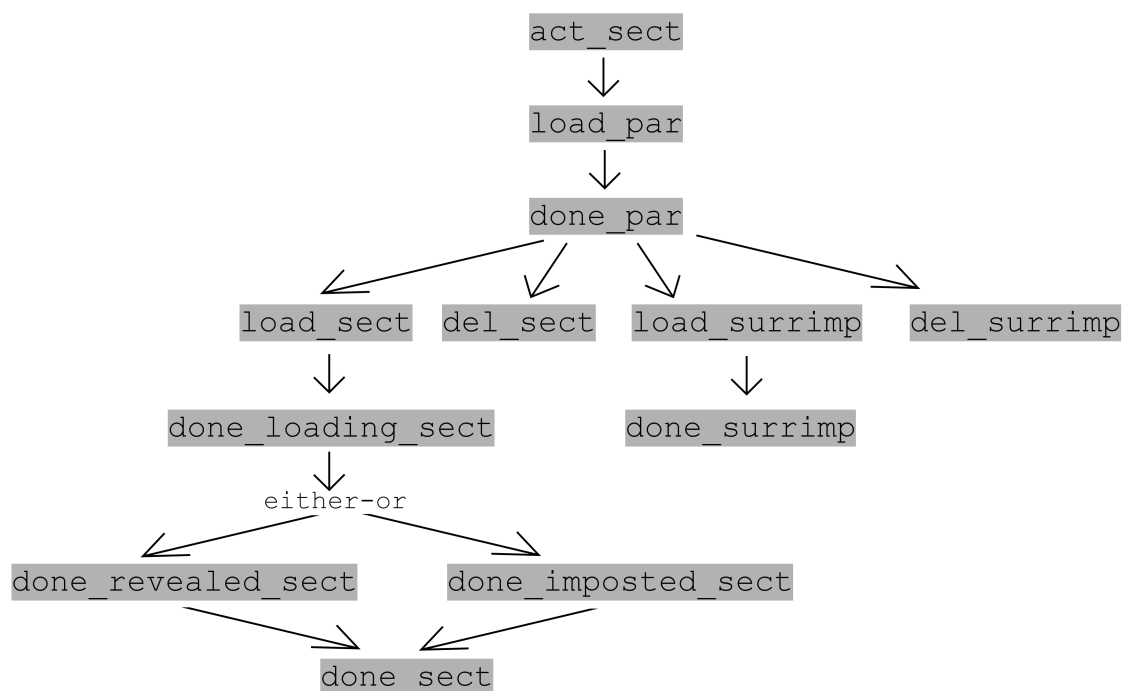 act_sect
load_par
done_par
load_sect
del_sect
load_surrimp
del_surrimp
done_loading_sect
done_surrimp
either-or
done_revealed_sect
done_imposted_sect
done_sect